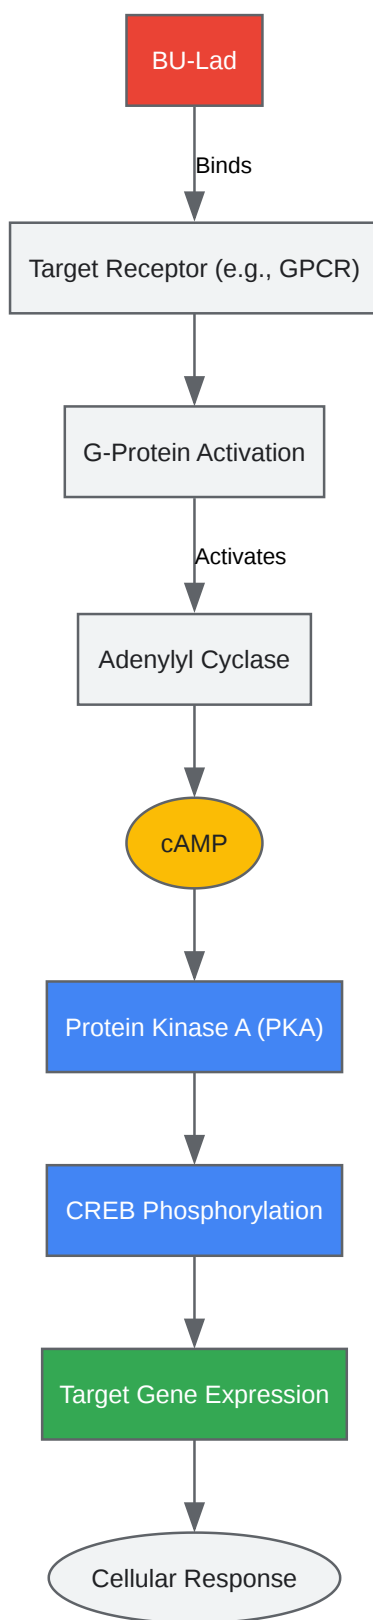 BU-Lad
Binds
Target Receptor (e.g., GPCR)
G-Protein Activation
Activates
Adenylyl Cyclase
cAMP
Protein Kinase A (PKA)
CREB Phosphorylation
Target Gene Expression
Cellular Response